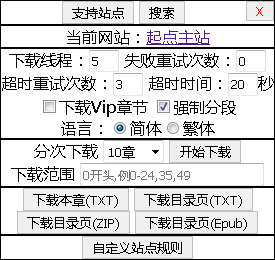 支持站点 搜索 X
当前网站：起点主站
下载线程：5 失败重试次数：0
超时重试次数：3 超时时间：20秒
下载Vip章节 强制分段
语言：简体 繁体
分次下载 10章 开始下载
下载范围 0开头,例0-24,35,49
下载本章(TXT) 下载目录页(TXT)
下载目录页(ZIP) 下载目录页(Epub)
自定义站点规则